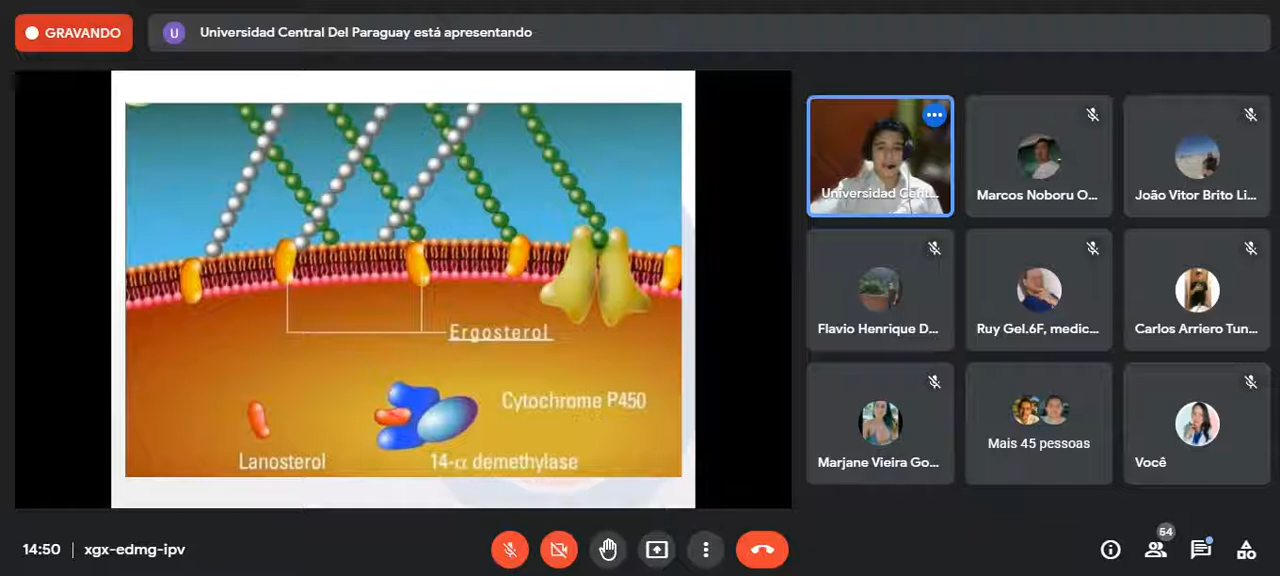 GRAVANDO
U
Universidad Central Del Paraguay está apresentando
Ergosterol
Cytochrome P450
Lanosterol
14-α demethylase
Universidad Cent...
Marcos Noboru O...
João Vitor Brito Li...
Flavio Henrique D...
Ruy Gel.6F, medic...
Carlos Arriero Tun...
Marjane Vieira Go...
Mais 45 pessoas
Você
14:50 | xgx-edmg-ipv
54